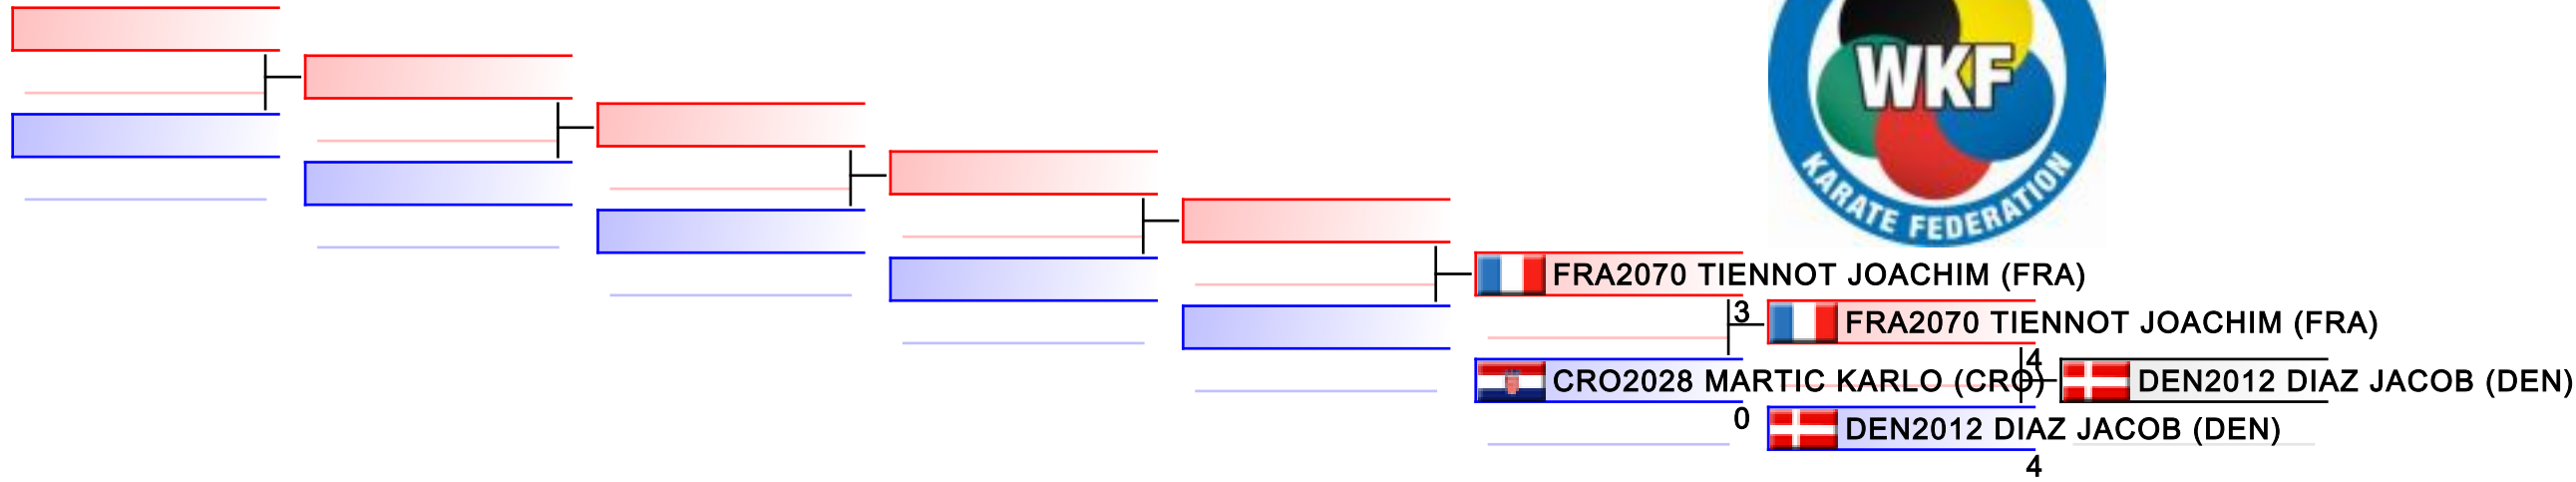 WKF
KARATE FEDERATION
FRA2070 TIENNOT JOACHIM (FRA)
3
FRA2070 TIENNOT JOACHIM (FRA)
4
CRO2028 MARTIC KARLO (CRO)
DEN2012 DIAZ JACOB (DEN)
0
DEN2012 DIAZ JACOB (DEN)
4